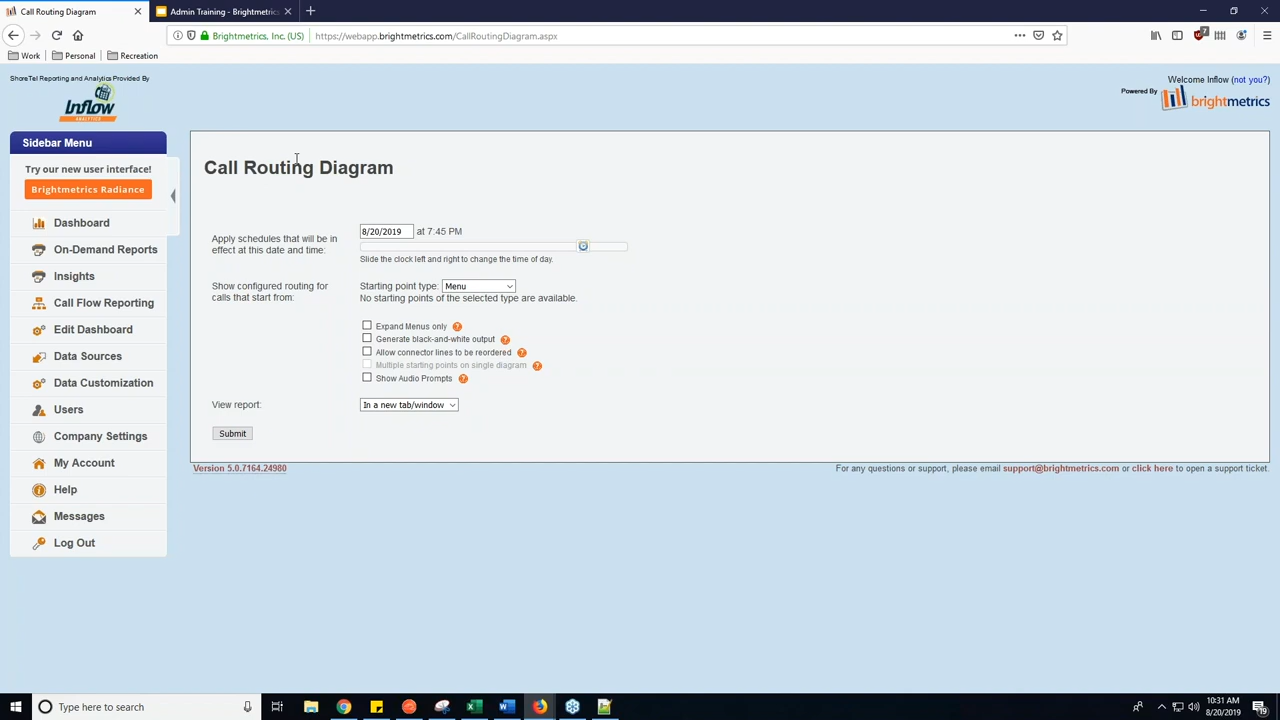 Call Routing Diagram
Admin Training - Brightmetrics
Brightmetrics, Inc. (US)
https://webapp.brightmetrics.com/CallRoutingDiagram.aspx
Work
Personal
Recreation
ShoreTel Reporting and Analytics Provided By
Inflow
ANALYTICS
Welcome Inflow (not you?)
Powered By
brightmetrics
Sidebar Menu
Try our new user interface!
Brightmetrics Radiance
Dashboard
On-Demand Reports
Insights
Call Flow Reporting
Edit Dashboard
Data Sources
Data Customization
Users
Company Settings
My Account
Help
Messages
Log Out
Call Routing Diagram
Apply schedules that will be in
effect at this date and time:
8/20/2019 at 7:45 PM
Slide the clock left and right to change the time of day.
Show configured routing for
calls that start from:
Starting point type: Menu
No starting points of the selected type are available.
Expand Menus only ?
Generate black-and-white output ?
Allow connector lines to be reordered ?
Multiple starting points on single diagram ?
Show Audio Prompts ?
View report: In a new tab/window
Submit
Version 5.0.7164.24980
For any questions or support, please email support@brightmetrics.com or click here to open a support ticket.
Type here to search
10:31 AM
8/20/2019